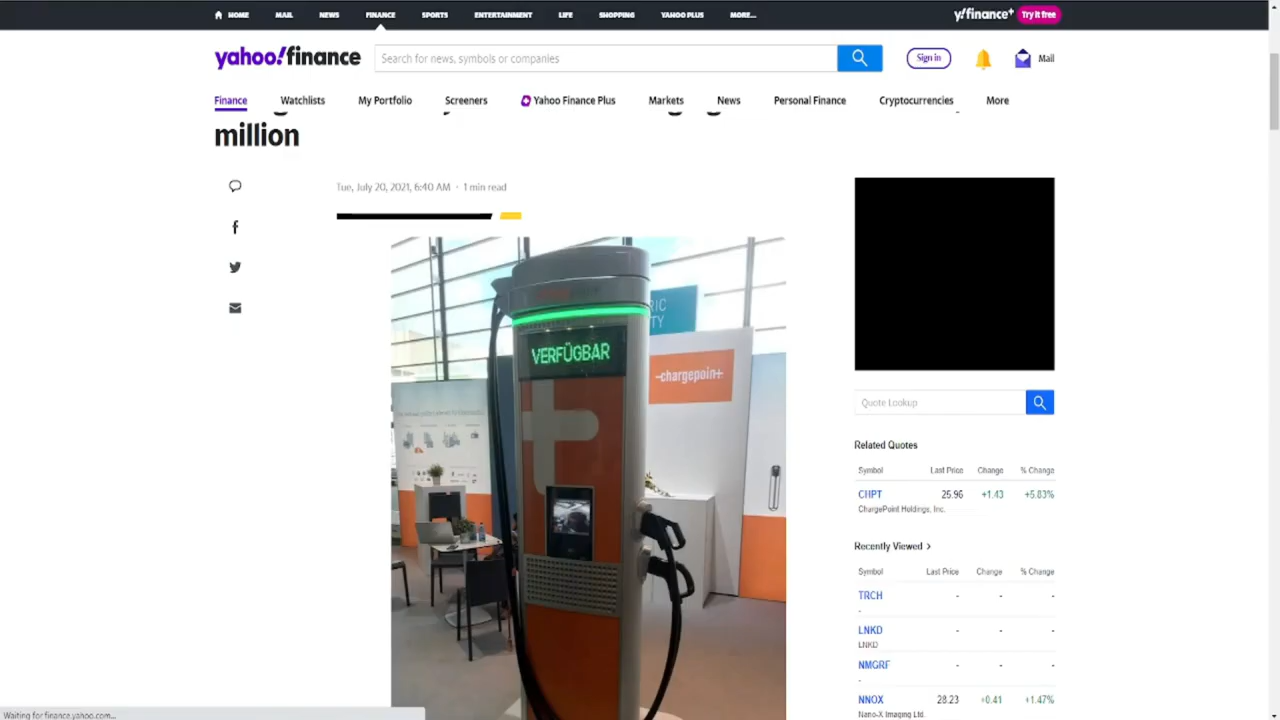 HOME MAIL NEWS FINANCE SPORTS ENTERTAINMENT LIFE SHOPPING YAHOO PLUS MORE... y!finance+ Try it free
yahoo!finance Search for news, symbols or companies Sign in Mail
Finance Watchlists My Portfolio Screeners Yahoo Finance Plus Markets News Personal Finance Cryptocurrencies More
million
Tue, July 20, 2021, 6:40 AM · 1 min read
VERFÜGBAR
-chargepoin+
Quote Lookup
Related Quotes
Symbol Last Price Change % Change
CHPT 25.96 +1.43 +5.83%
ChargePoint Holdings, Inc.
Recently Viewed >
Symbol Last Price Change % Change
TRCH - - -
-
LNKD - - -
LNKD
NMGRF - - -
-
NNOX 28.23 +0.41 +1.47%
Nano-X Imaging Ltd.
Waiting for finance.yahoo.com...